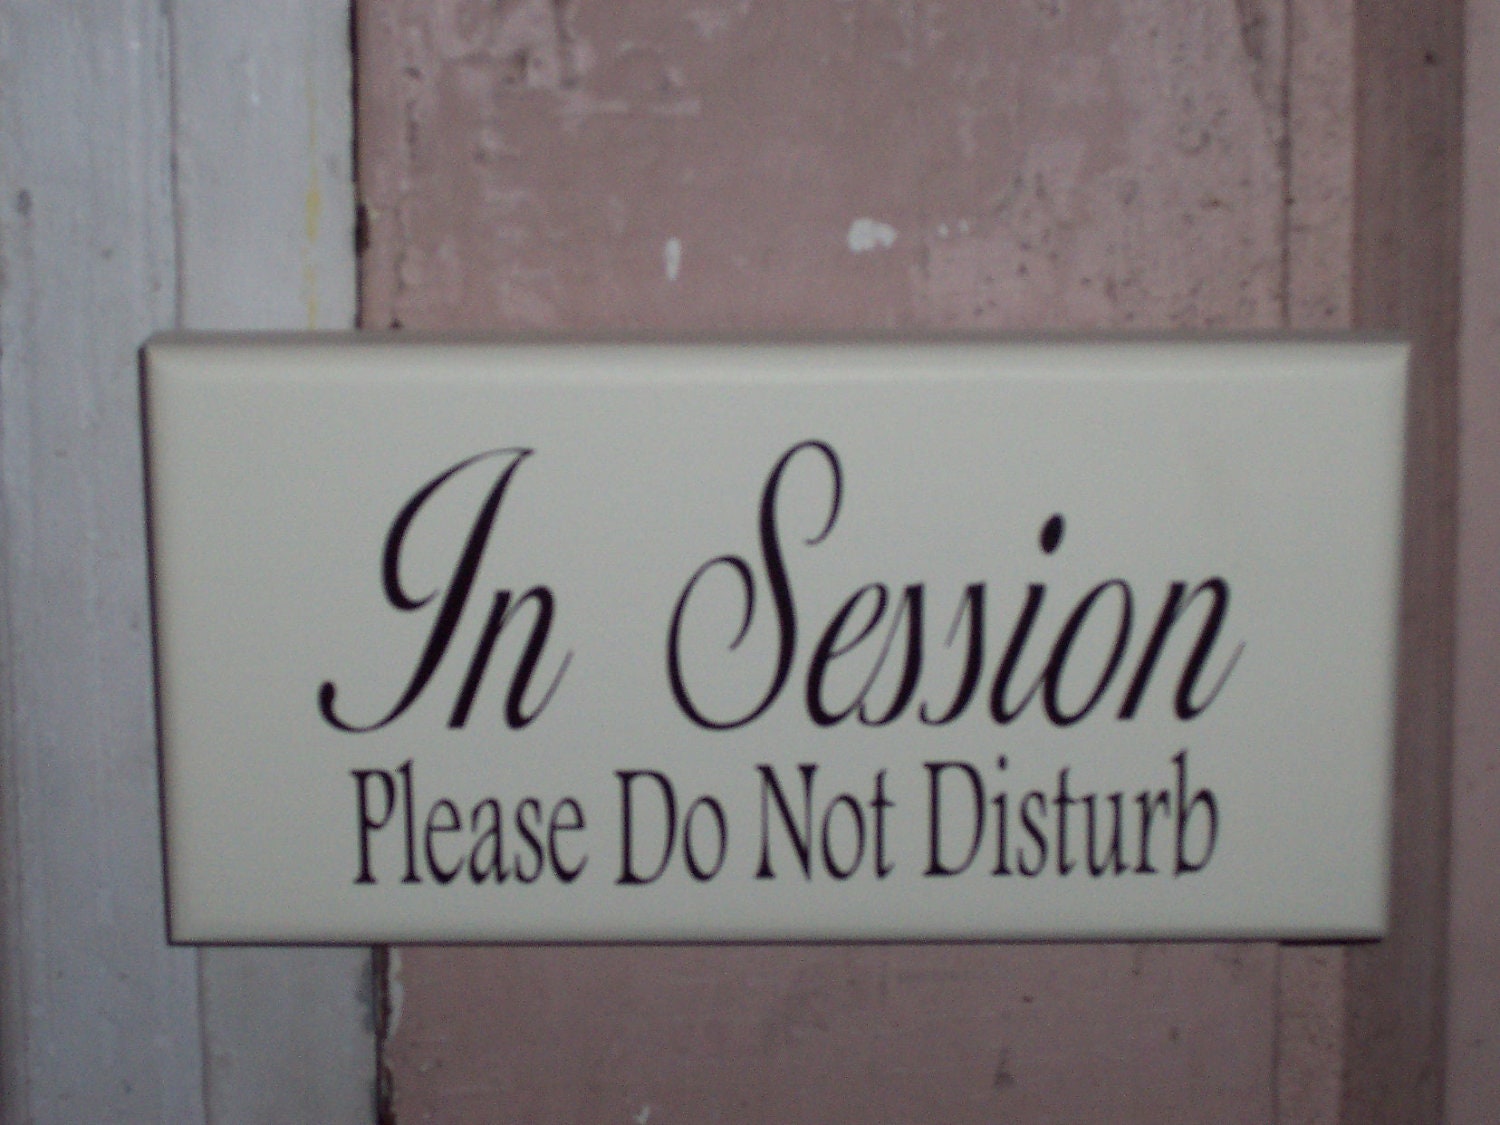 In Session
Please Do Not Disturb